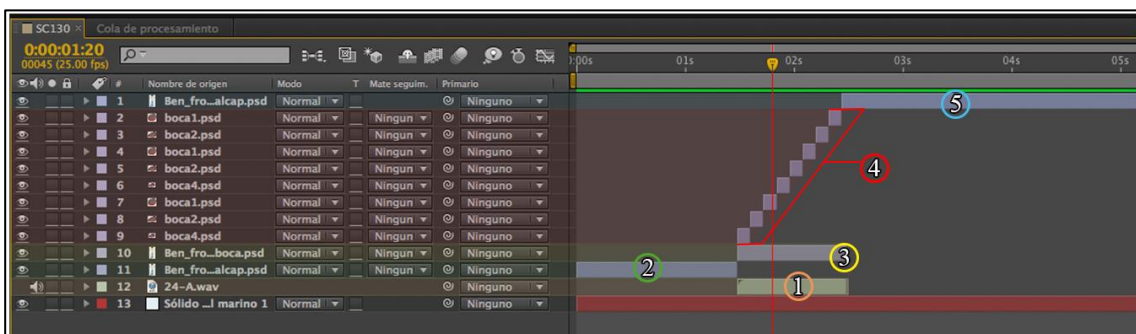 SC130 × Cola de procesamiento
0:00:01:20
00045 (25.00 fps)
:00s 01s 02s 03s 04s 05s
# Nombre de origen Modo T Mate seguim. Primario
1 Ben_fro...alcap.psd Normal Ninguno
2 boca1.psd Normal Ningun Ninguno
3 boca2.psd Normal Ningun Ninguno
4 boca1.psd Normal Ningun Ninguno
5 boca2.psd Normal Ningun Ninguno
6 boca4.psd Normal Ningun Ninguno
7 boca1.psd Normal Ningun Ninguno
8 boca2.psd Normal Ningun Ninguno
9 boca4.psd Normal Ningun Ninguno
10 Ben_fro...boca.psd Normal Ningun Ninguno
11 Ben_fro...alcap.psd Normal Ningun Ninguno
12 24-A.wav Ninguno
13 Sólido ...l marino 1 Normal Ninguno
5
4
3
2
1